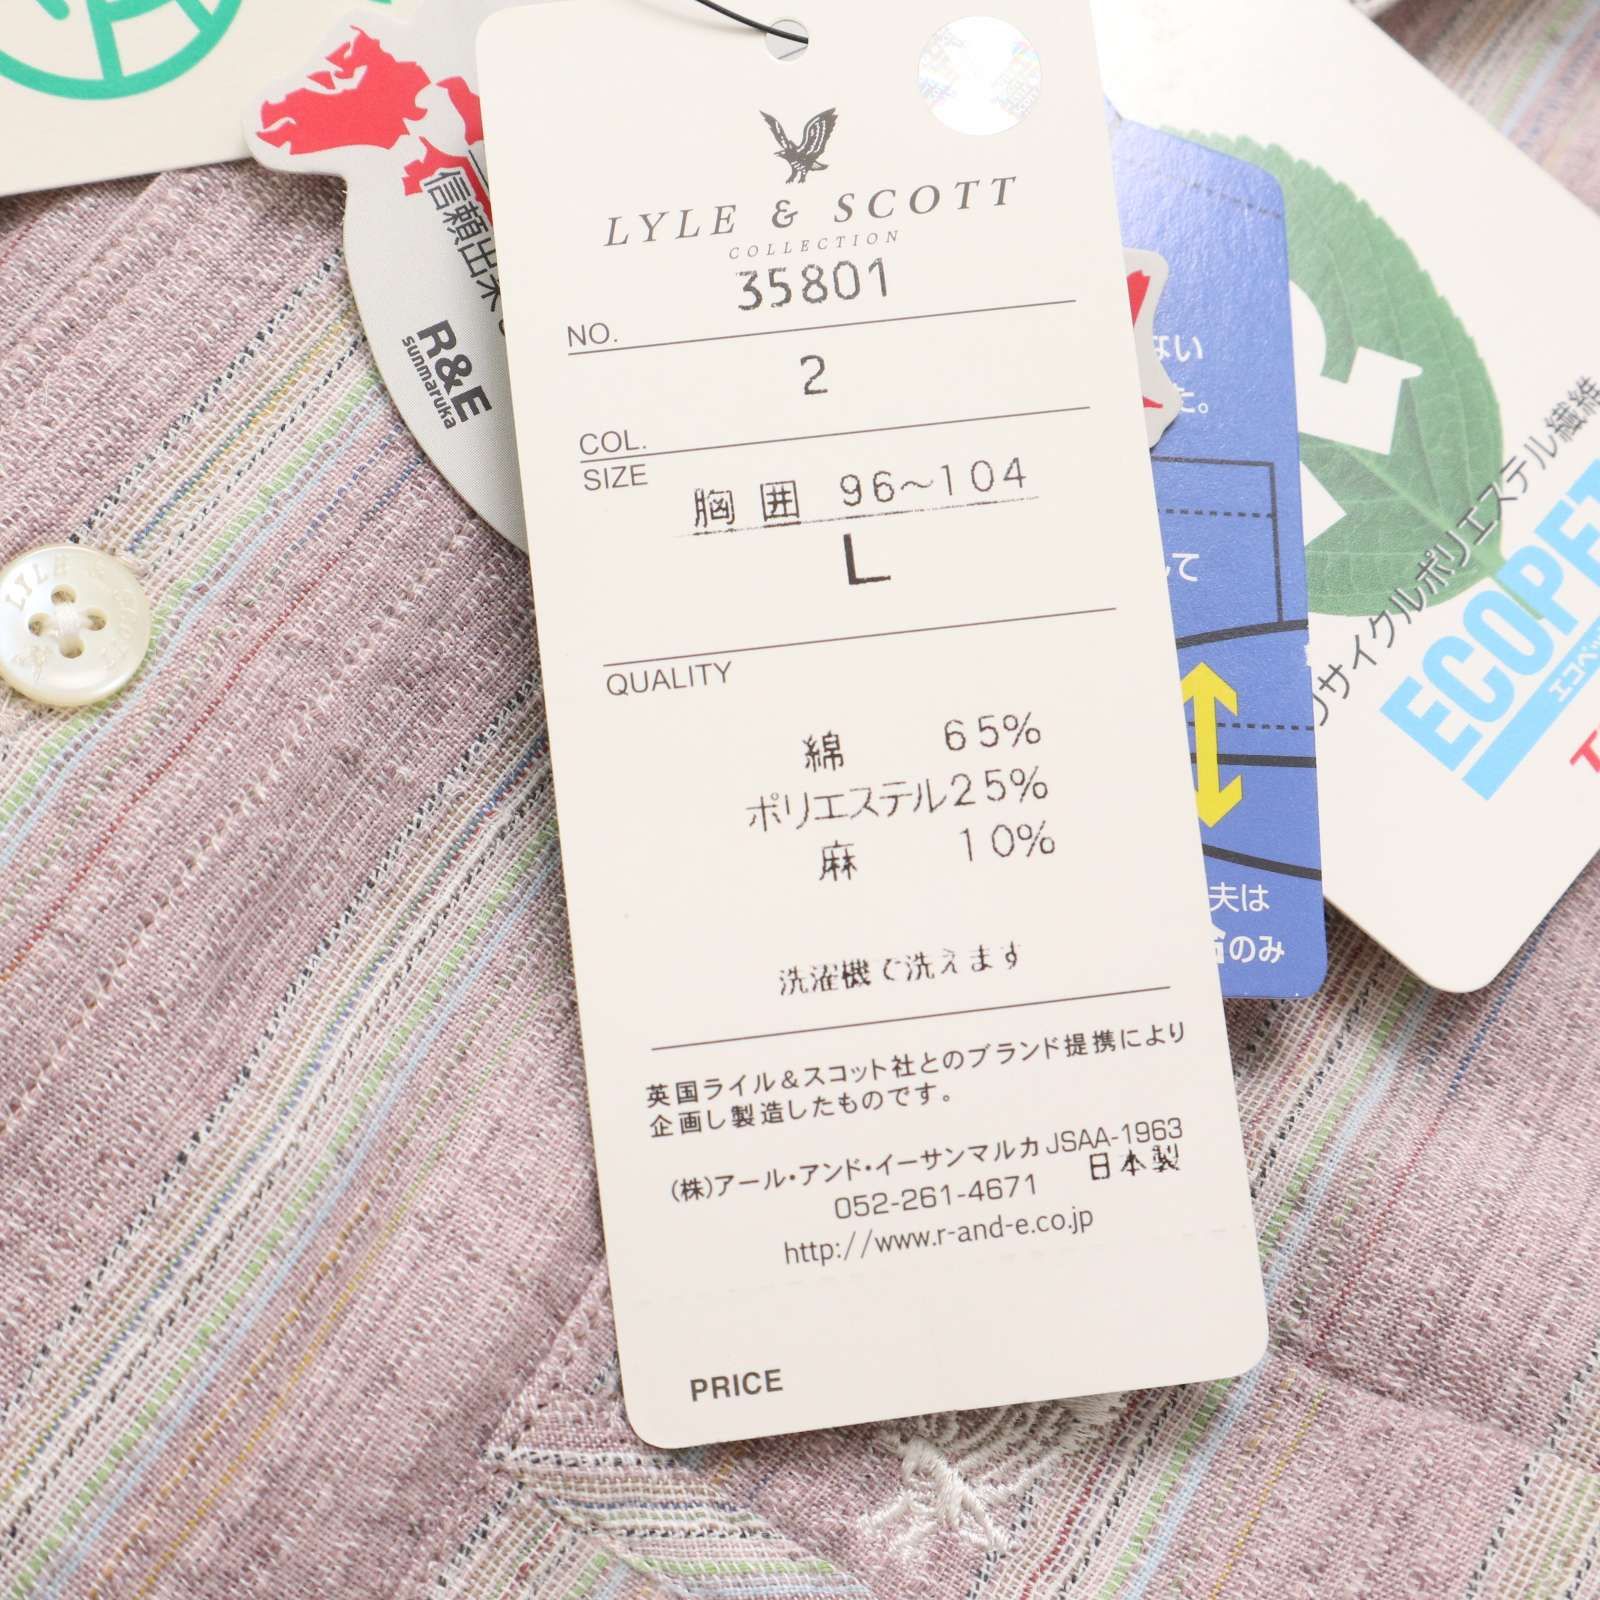 LYLE & SCOTT
COLLECTION
35801
NO.
2
COL.
SIZE
胸囲 96〜104
L
QUALITY
綿 65%
ポリエステル25%
麻 10%
洗濯機で洗えます
英国ライル&スコット社とのブランド提携により
企画し製造したものです。
(株)アール・アンド・イーサンマルカ JSAA-1963
052-261-4671 日本製
http://www.r-and-e.co.jp
PRICE
信頼出来
R&E
sunmaruka
LYLE &
ない
た。
して
夫は
のみ
リサイクルポリエステル繊維
ECOPET